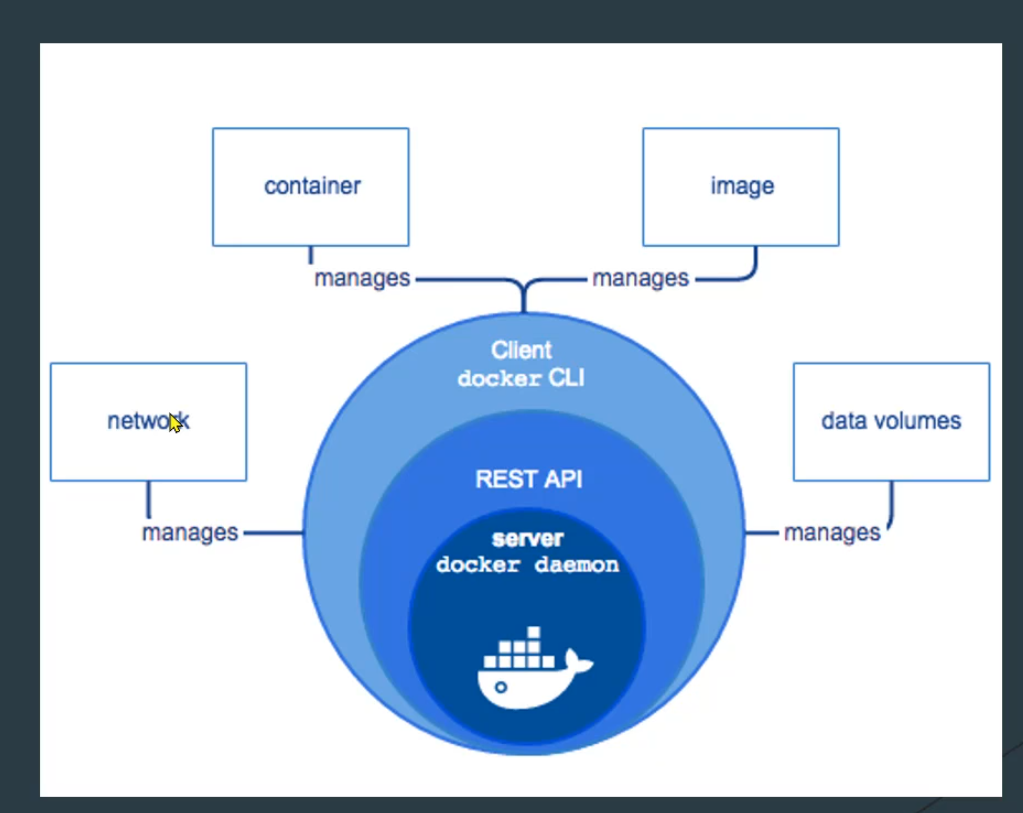 container
image
manages
manages
Client
docker CLI
network
data volumes
REST API
manages
manages
server
docker daemon